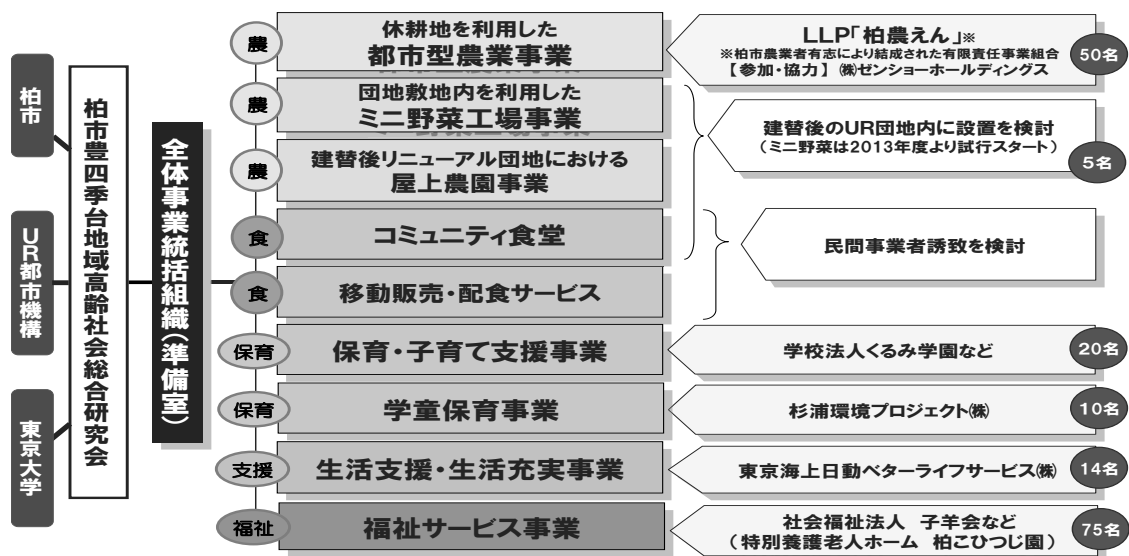 柏市
UR都市機構
東京大学
柏市豊四季台地域高齢社会総合研究会
全体事業統括組織(準備室)
農
休耕地を利用した
都市型農業事業
LLP「柏農えん」※
※柏市農業者有志により結成された有限責任事業組合
【参加・協力】 ㈱ゼンショーホールディングス
50名
農
団地敷地内を利用した
ミニ野菜工場事業
建替後のUR団地内に設置を検討
(ミニ野菜は2013年度より試行スタート)
5名
農
建替後リニューアル団地における
屋上農園事業
食
コミュニティ食堂
民間事業者誘致を検討
食
移動販売・配食サービス
保育
保育・子育て支援事業
学校法人くるみ学園など
20名
保育
学童保育事業
杉浦環境プロジェクト㈱
10名
支援
生活支援・生活充実事業
東京海上日動ベターライフサービス㈱
14名
福祉
福祉サービス事業
社会福祉法人 子羊会など
(特別養護老人ホーム 柏こひつじ園)
75名